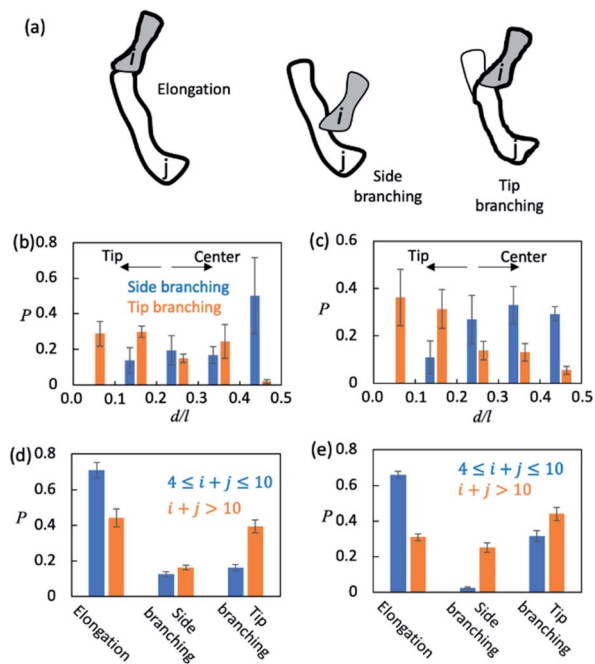 (a)
i
j
Elongation
i
j
Side
branching
i
j
Tip
branching
(b)
0.8
0.6
0.4
0.2
0
P
Tip
Center
Side branching
Tip branching
0.0 0.1 0.2 0.3 0.4 0.5
d/l
(c)
0.6
0.4
0.2
0
P
Tip
Center
0.0 0.1 0.2 0.3 0.4 0.5
d/l
(d)
0.8
0.6
0.4
0.2
0
P
4 ≤ i + j ≤ 10
i + j > 10
Elongation
Side
branching
Tip
branching
(e)
0.8
0.6
0.4
0.2
0
P
4 ≤ i + j ≤ 10
i + j > 10
Elongation
Side
branching
Tip
branching